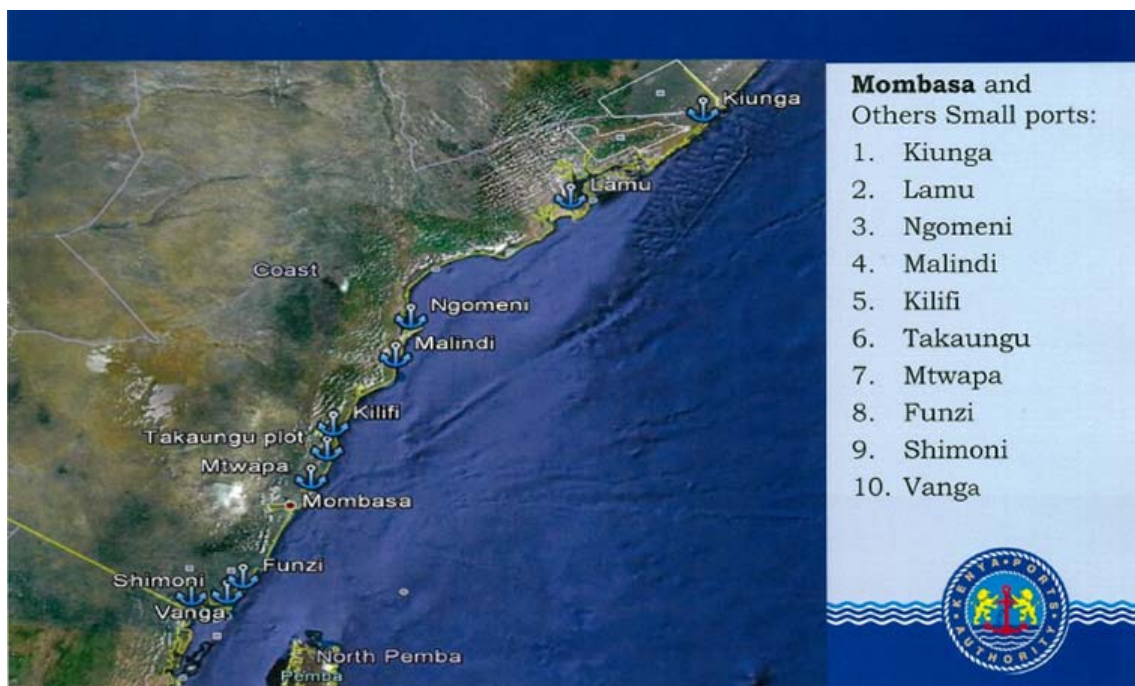 Kiunga
Lamu
Coast
Ngomeni
Malindi
Kilifi
Takaungu plot
Mtwapa
Mombasa
Funzi
Shimoni
Vanga
North Pemba
Pemba
Mombasa and
Others Small ports:
1. Kiunga
2. Lamu
3. Ngomeni
4. Malindi
5. Kilifi
6. Takaungu
7. Mtwapa
8. Funzi
9. Shimoni
10. Vanga
KENYA PORTS
AUTHORITY